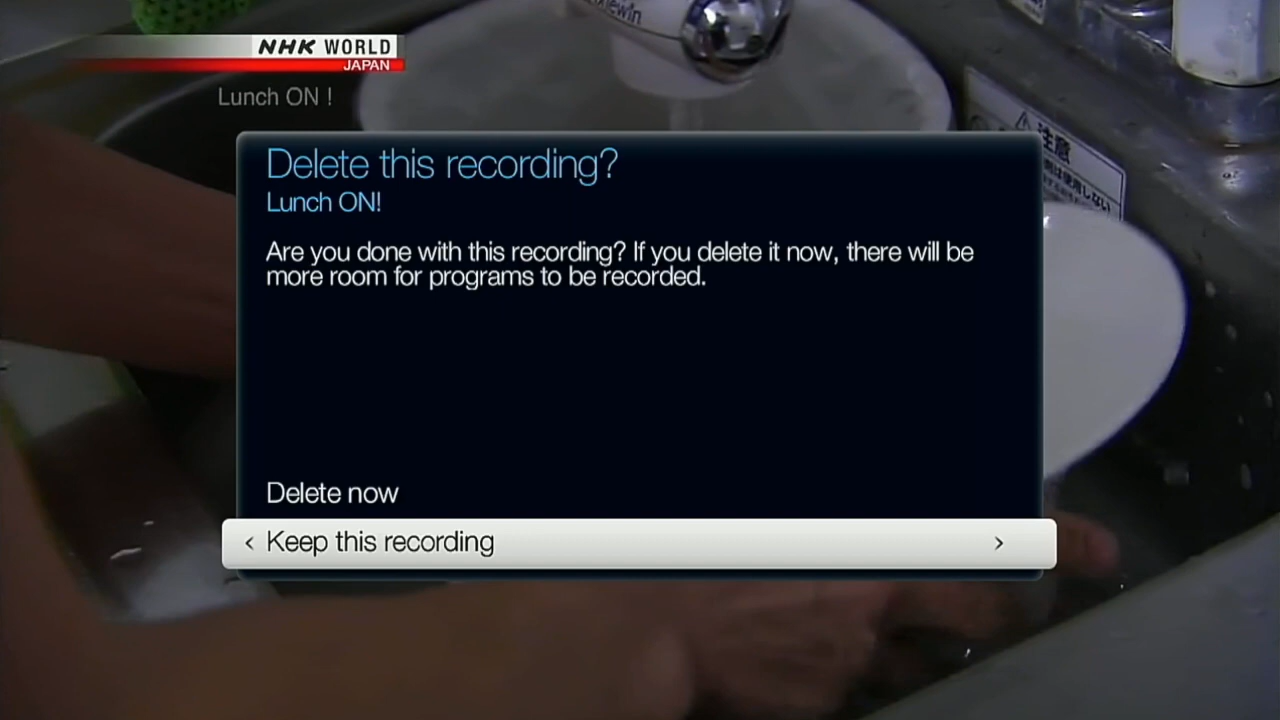 NHK WORLD
JAPAN
Lunch ON !
Delete this recording?
Lunch ON!
Are you done with this recording? If you delete it now, there will be
more room for programs to be recorded.
Delete now
< Keep this recording >
注意